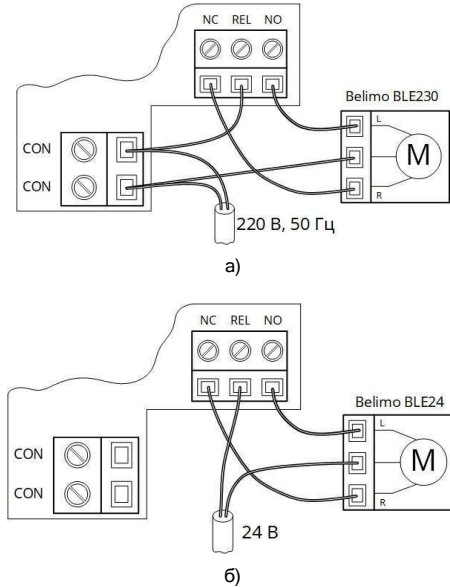 NC REL NO
Belimo BLE230
L
CON
M
CON
R
220 В, 50 Гц
а)
NC REL NO
Belimo BLE24
L
CON
M
CON
R
24 В
б)